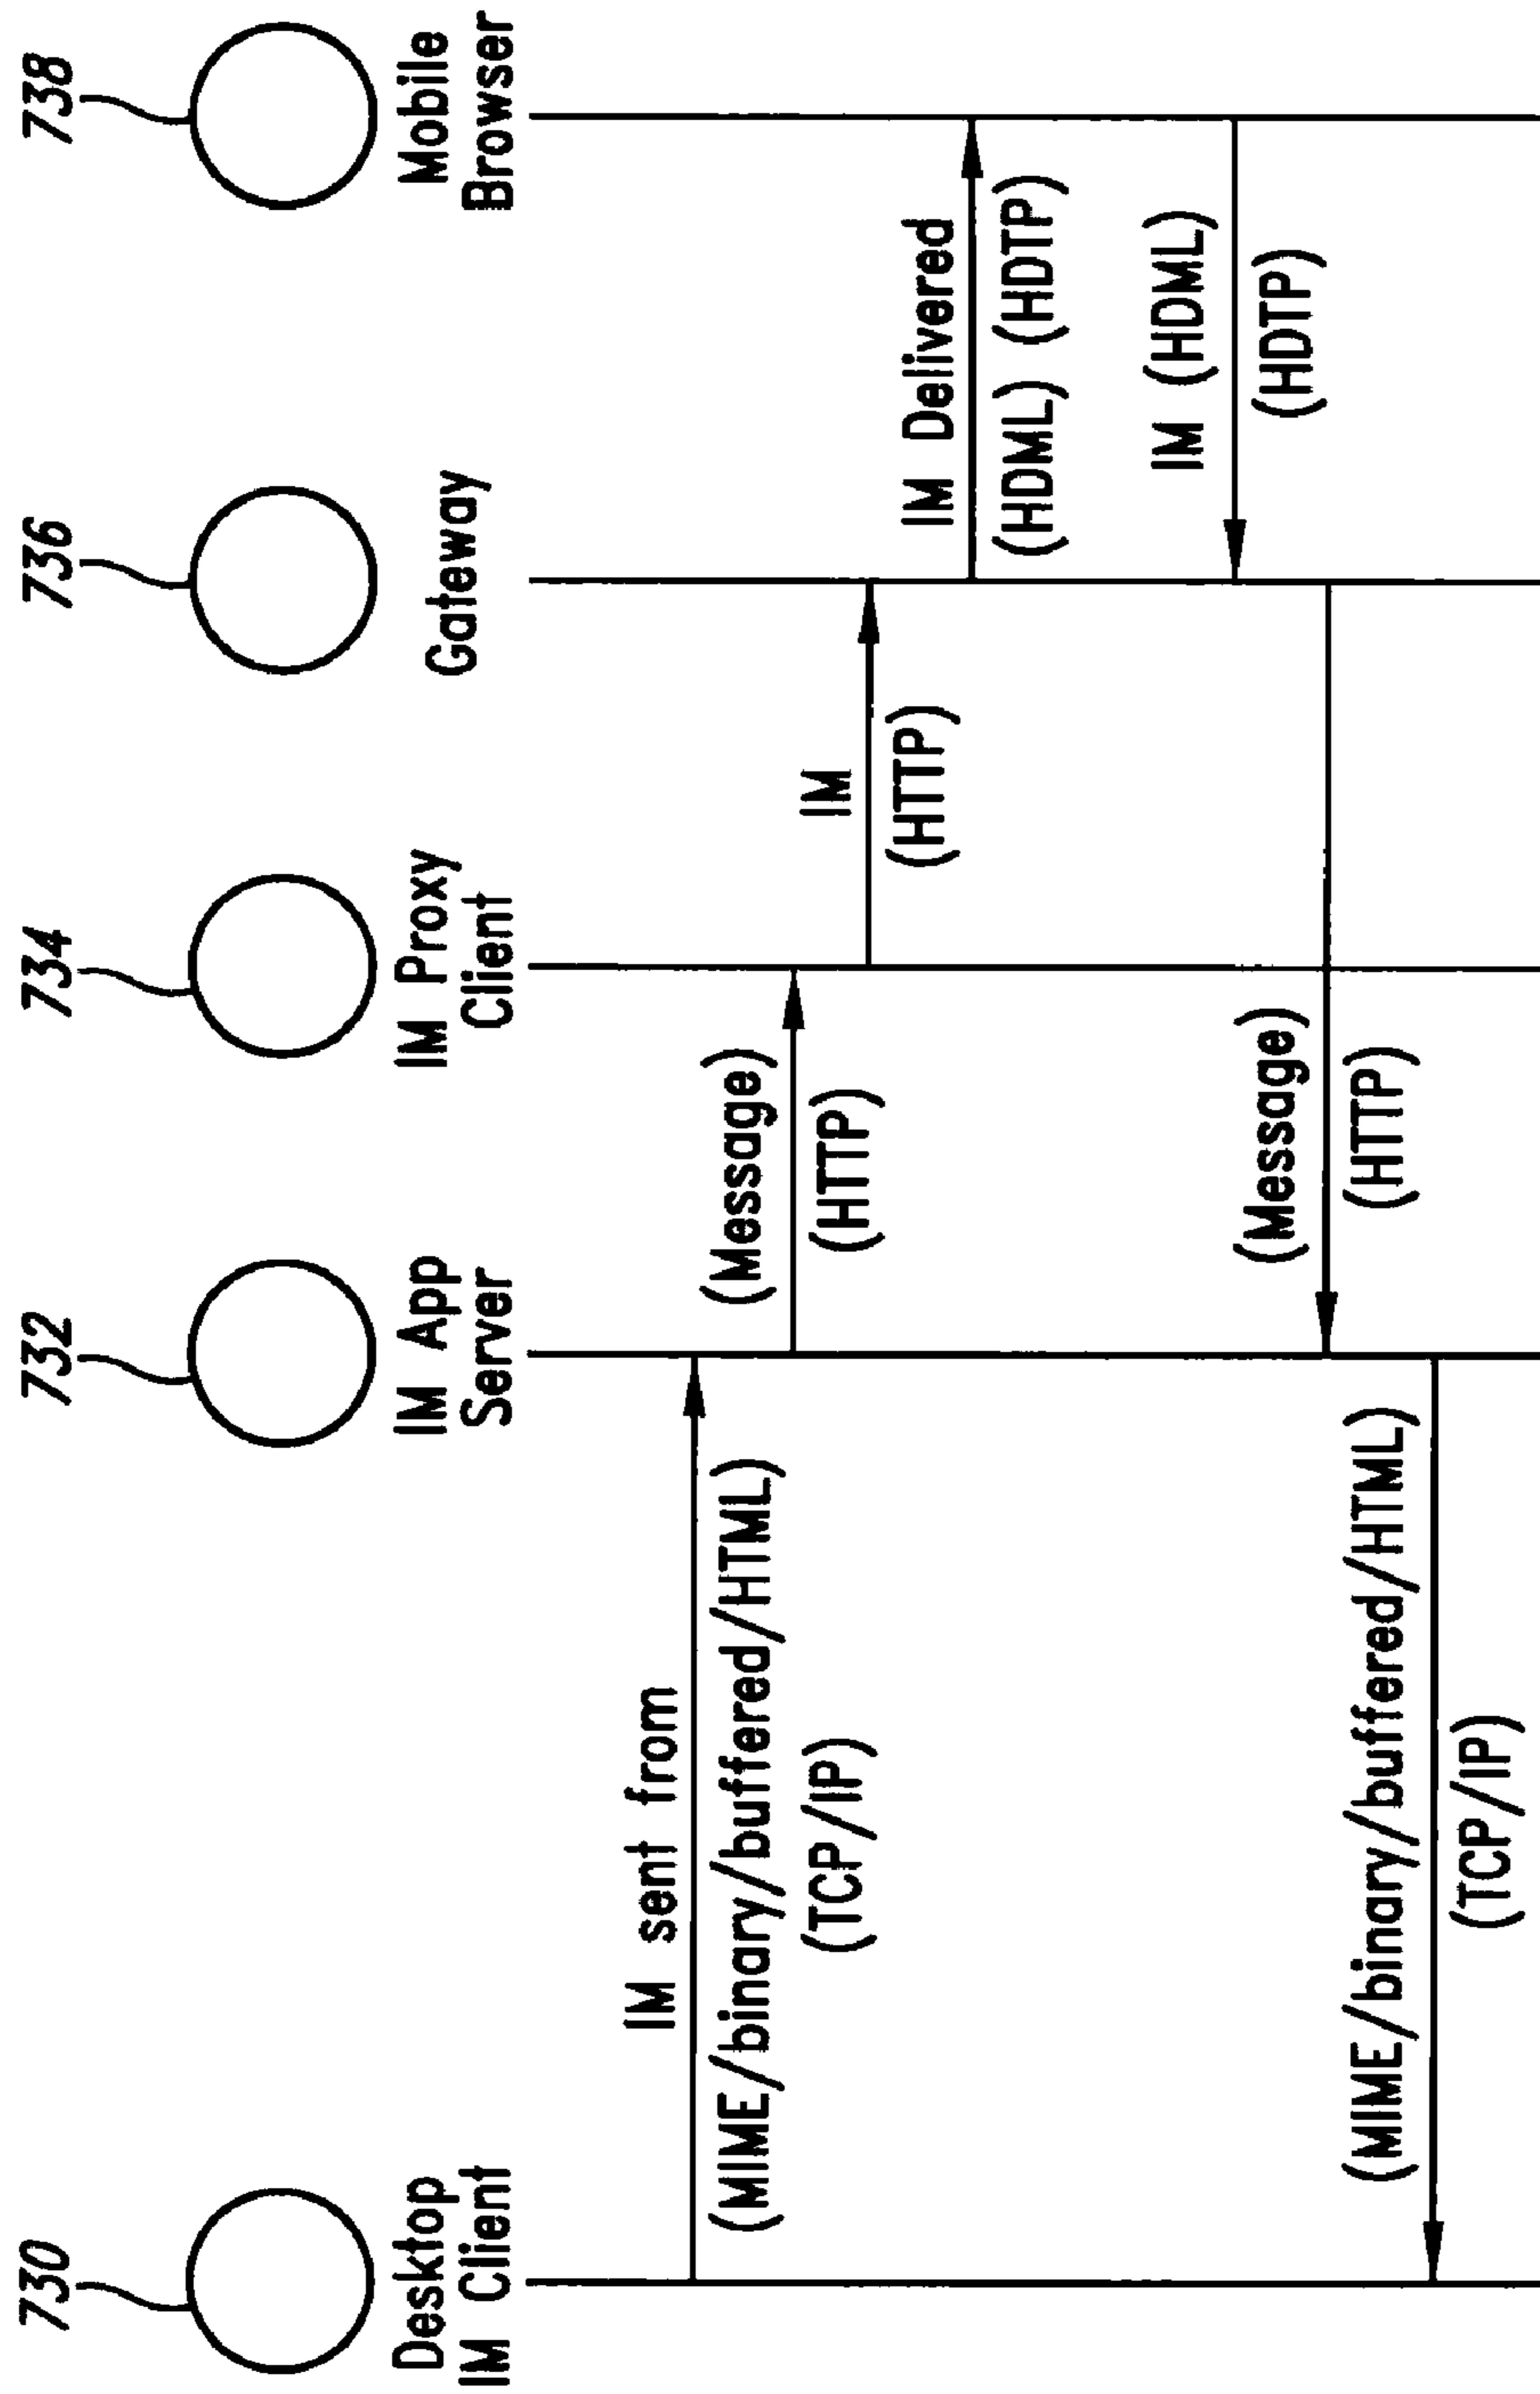 730
732
734
736
738
Desktop
IM Client
IM App
Server
IM Proxy
Client
Gateway
Mobile
Browser
IM sent from
(MIME/binary/buffered/HTML)
(TCP/IP)
(Message)
(HTTP)
IM
(HTTP)
IM Delivered
(HDML) (HDTP)
IM (HDML)
(HDTP)
(Message)
(HTTP)
(MIME/binary/buffered/HTML)
(TCP/IP)